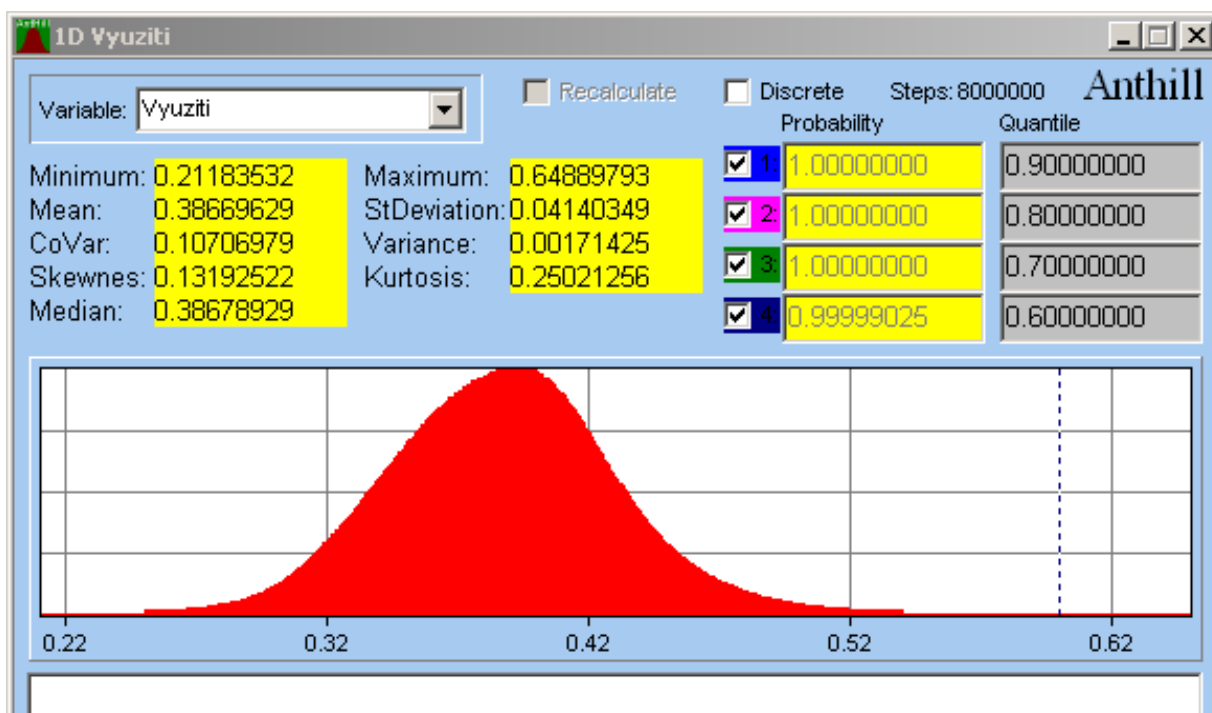 AntHill
1D Vyuziti
Variable: Vyuziti
Recalculate
Discrete Steps: 8000000 Anthill
Probability Quantile
Minimum: 0.21183532 Maximum: 0.64889793 1: 1.00000000 0.90000000
Mean: 0.38669629 StDeviation: 0.04140349 2: 1.00000000 0.80000000
CoVar: 0.10706979 Variance: 0.00171425
Skewnes: 0.13192522 Kurtosis: 0.25021256 3: 1.00000000 0.70000000
Median: 0.38678929 4: 0.99999025 0.60000000
0.22 0.32 0.42 0.52 0.62